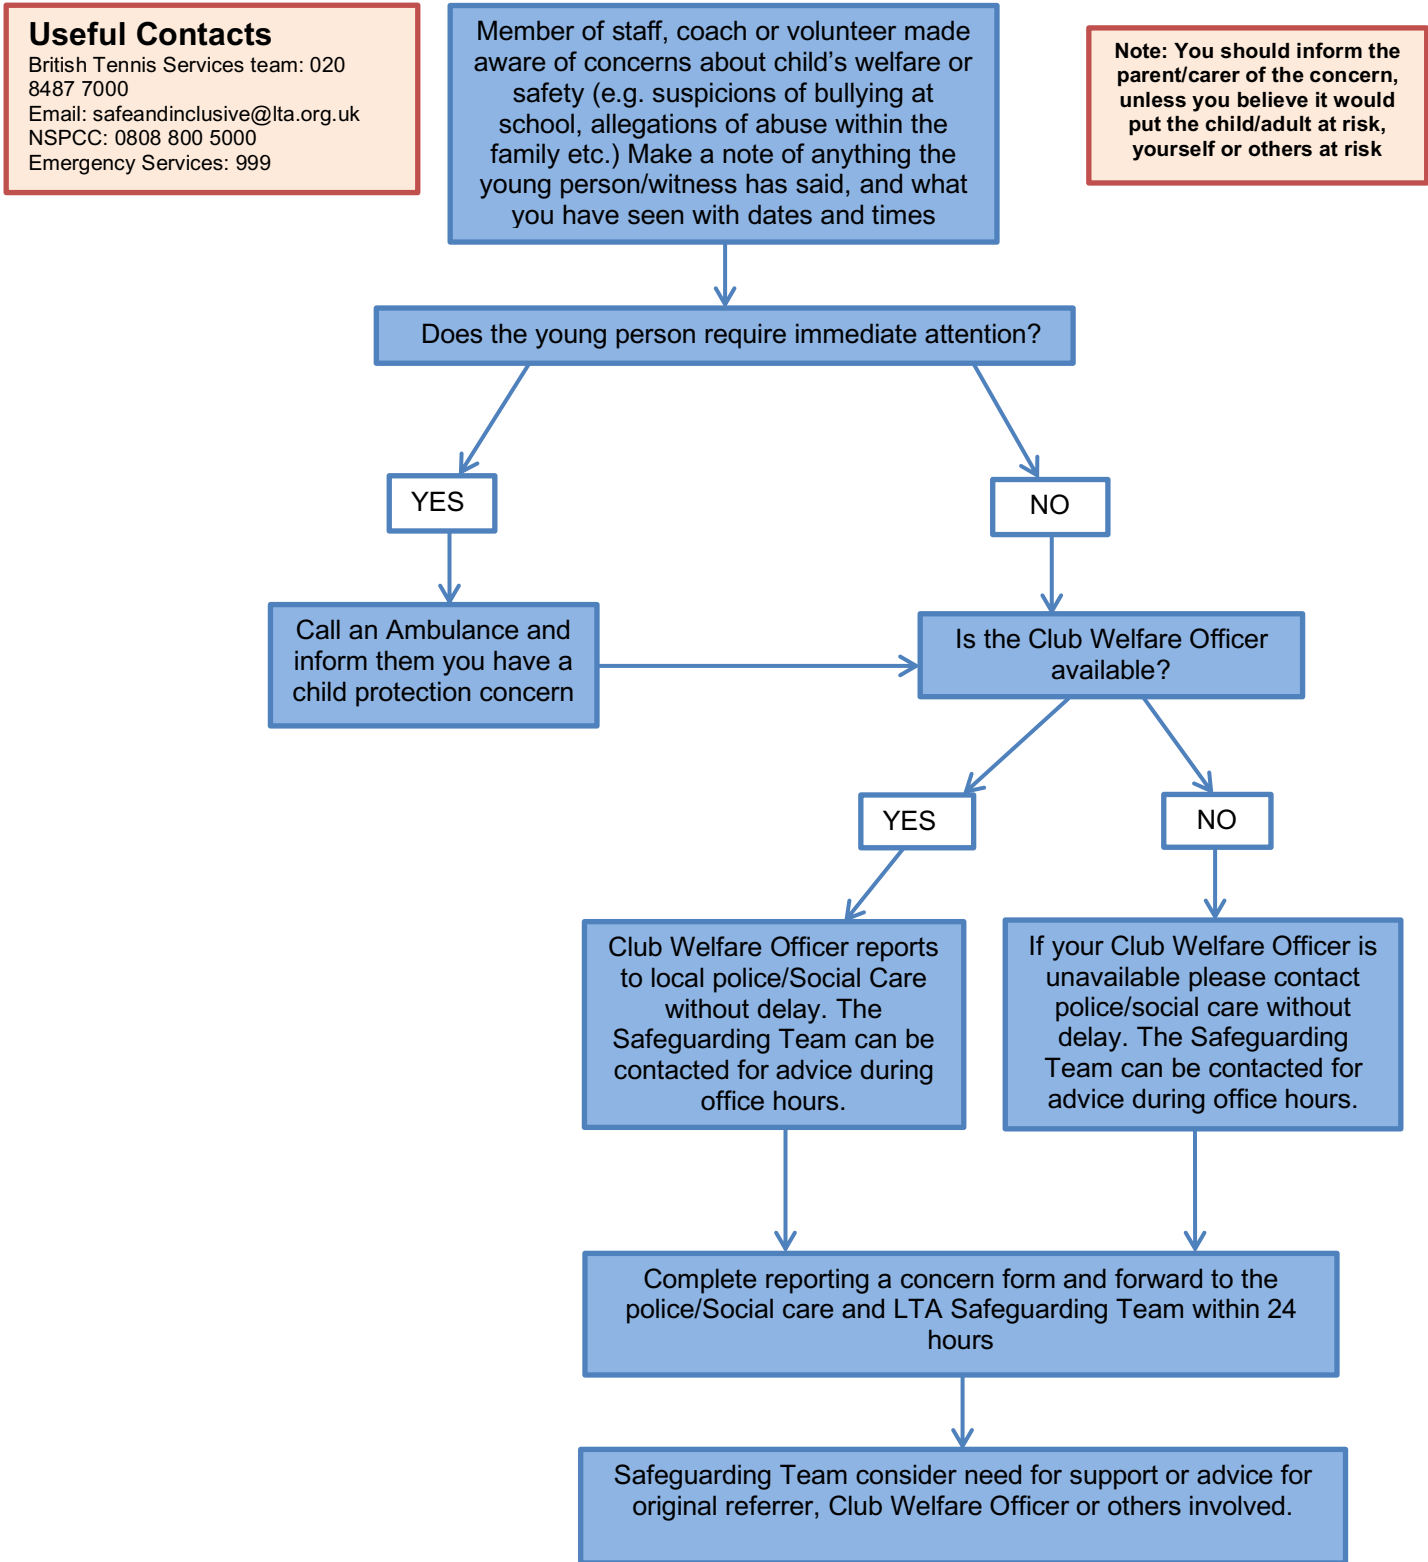 Useful Contacts
British Tennis Services team: 020
8487 7000
Email: safeandinclusive@lta.org.uk
NSPCC: 0808 800 5000
Emergency Services: 999
Member of staff, coach or volunteer made
aware of concerns about child’s welfare or
safety (e.g. suspicions of bullying at
school, allegations of abuse within the
family etc.) Make a note of anything the
young person/witness has said, and what
you have seen with dates and times
Note: You should inform the
parent/carer of the concern,
unless you believe it would
put the child/adult at risk,
yourself or others at risk
Does the young person require immediate attention?
YES
NO
Call an Ambulance and
inform them you have a
child protection concern
Is the Club Welfare Officer
available?
YES
NO
Club Welfare Officer reports
to local police/Social Care
without delay. The
Safeguarding Team can be
contacted for advice during
office hours.
If your Club Welfare Officer is
unavailable please contact
police/social care without
delay. The Safeguarding
Team can be contacted for
advice during office hours.
Complete reporting a concern form and forward to the
police/Social care and LTA Safeguarding Team within 24
hours
Safeguarding Team consider need for support or advice for
original referrer, Club Welfare Officer or others involved.